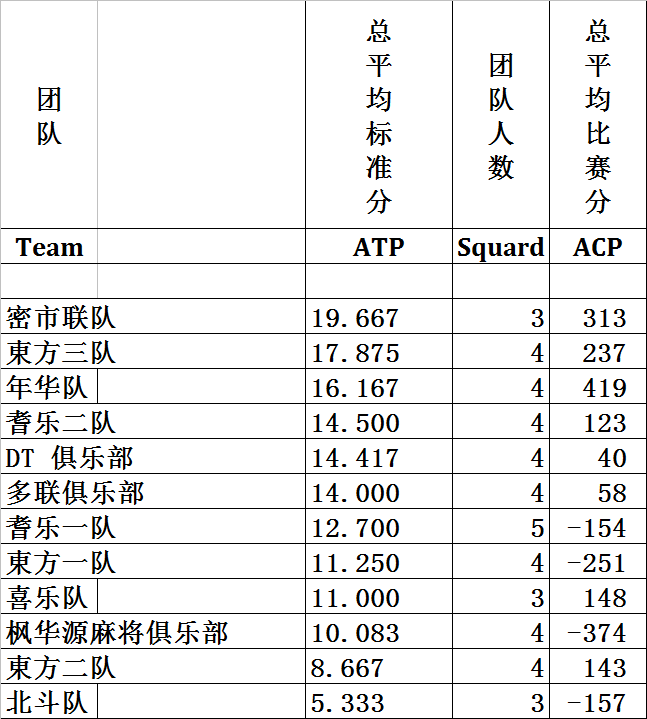 团队 总平均标准分 团队人数 总平均比赛分
Team ATP Squard ACP
密市联队 19.667 3 313
東方三队 17.875 4 237
年华队 16.167 4 419
耆乐二队 14.500 4 123
DT 俱乐部 14.417 4 40
多联俱乐部 14.000 4 58
耆乐一队 12.700 5 -154
東方一队 11.250 4 -251
喜乐队 11.000 3 148
枫华源麻将俱乐部 10.083 4 -374
東方二队 8.667 4 143
北斗队 5.333 3 -157